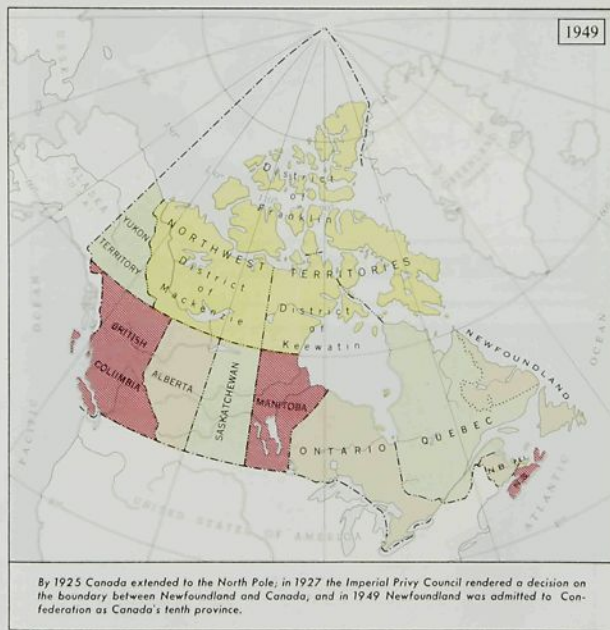 1949
ALASKA
GREENLAND
District
of
Franklin
YUKON
TERRITORY
NORTHWEST TERRITORIES
District
of
Mackenzie
District
of
Keewatin
BRITISH
COLUMBIA
ALBERTA
SASKATCHEWAN
MANITOBA
ONTARIO
QUEBEC
NEWFOUNDLAND
N.B.
N.S.
PACIFIC
OCEAN
ATLANTIC
UNITED STATES OF AMERICA
By 1925 Canada extended to the North Pole; in 1927 the Imperial Privy Council rendered a decision on
the boundary between Newfoundland and Canada, and in 1949 Newfoundland was admitted to Con-
federation as Canada's tenth province.